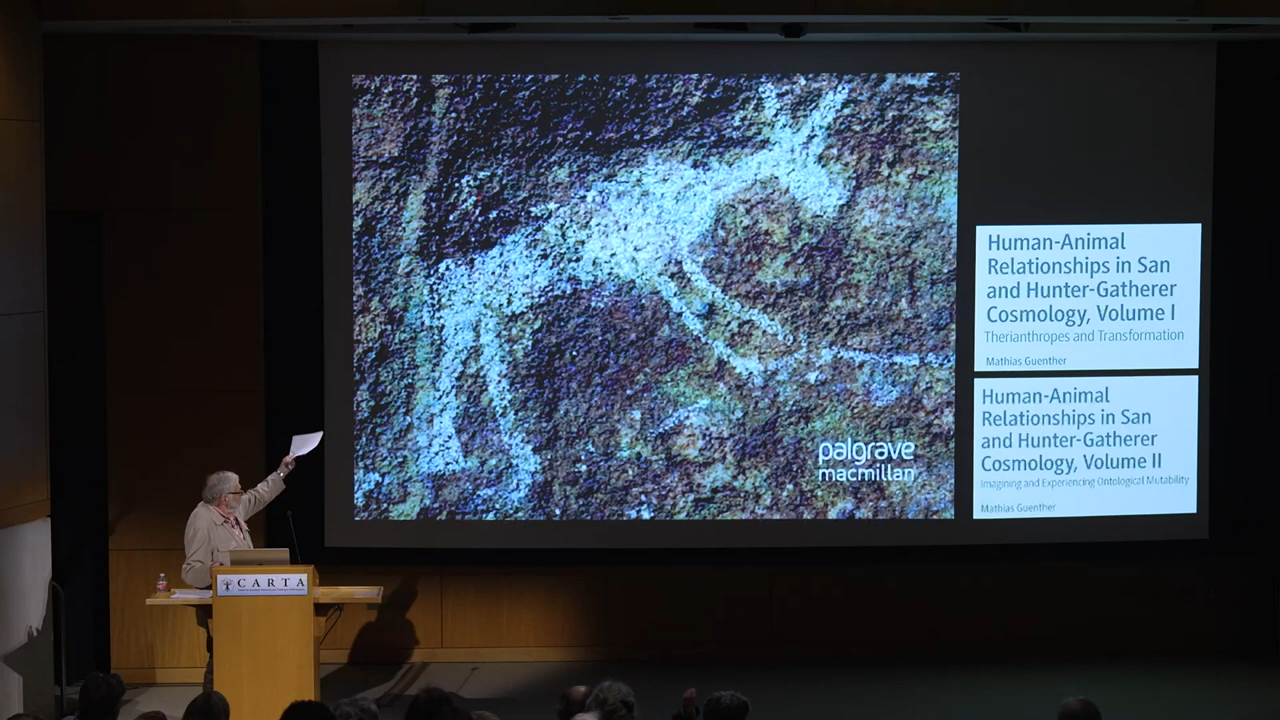 Human-Animal
Relationships in San
and Hunter-Gatherer
Cosmology, Volume I
Therianthropes and Transformation
Mathias Guenther
Human-Animal
Relationships in San
and Hunter-Gatherer
Cosmology, Volume II
Imagining and Experiencing Ontological Mutability
Mathias Guenther
palgrave
macmillan
CARTA